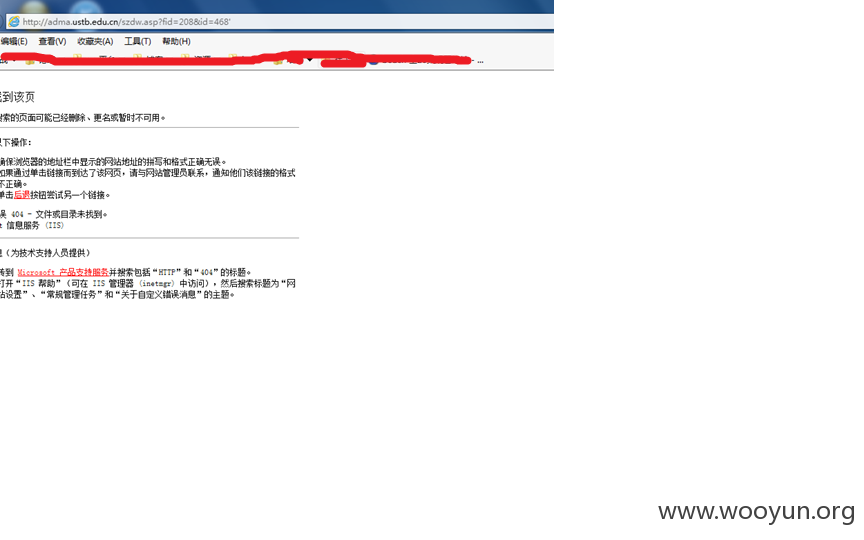 http://adma.ustb.edu.cn/szdw.asp?fid=208&id=468'
编辑(E) 查看(V) 收藏夹(A) 工具(T) 帮助(H)
到该页
搜索的页面可能已经删除、更名或暂时不可用。
以下操作:
确保浏览器的地址栏中显示的网站地址的拼写和格式正确无误。
如果通过单击链接而到达了该网页,请与网站管理员联系,通知他们该链接的格式
不正确。
单击后退按钮尝试另一个链接。
误 404 - 文件或目录未找到。
信息服务 (IIS)
(为技术支持人员提供)
转到 Microsoft 产品支持服务并搜索包括“HTTP”和“404”的标题。
打开“IIS 帮助”(可在 IIS 管理器 (inetmgr) 中访问),然后搜索标题为“网
站设置”、“常规管理任务”和“关于自定义错误消息”的主题。
www.wooyun.org